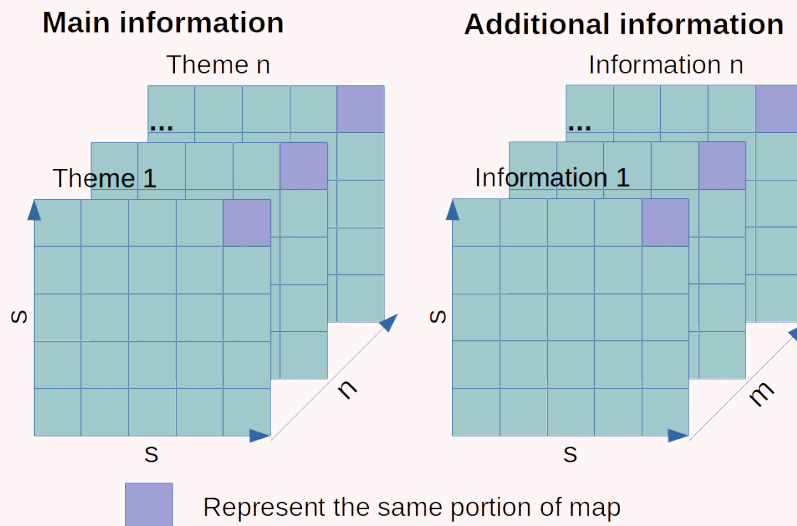 Main information
Theme n
...
Theme 1
S
S
n
Additional information
Information n
...
Information 1
S
S
m
Represent the same portion of map